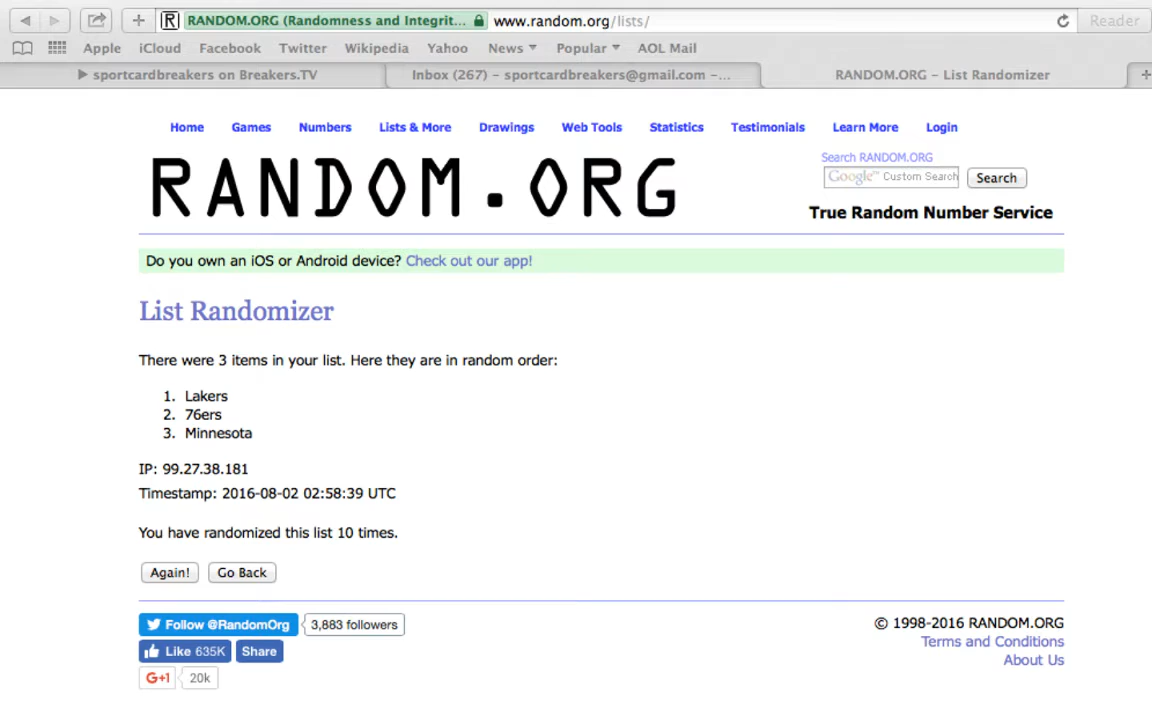 RANDOM.ORG (Randomness and Integrit... www.random.org/lists/ Reader
Apple iCloud Facebook Twitter Wikipedia Yahoo News Popular AOL Mail
sportcardbreakers on Breakers.TV Inbox (267) – sportcardbreakers@gmail.com –... RANDOM.ORG – List Randomizer
Home Games Numbers Lists & More Drawings Web Tools Statistics Testimonials Learn More Login
RANDOM.ORG
Search RANDOM.ORG
Google™ Custom Search Search
True Random Number Service
Do you own an iOS or Android device? Check out our app!
List Randomizer
There were 3 items in your list. Here they are in random order:
1. Lakers
2. 76ers
3. Minnesota
IP: 99.27.38.181
Timestamp: 2016-08-02 02:58:39 UTC
You have randomized this list 10 times.
Again! Go Back
Follow @RandomOrg 3,883 followers
Like 635K Share
G+1 20k
© 1998-2016 RANDOM.ORG
Terms and Conditions
About Us